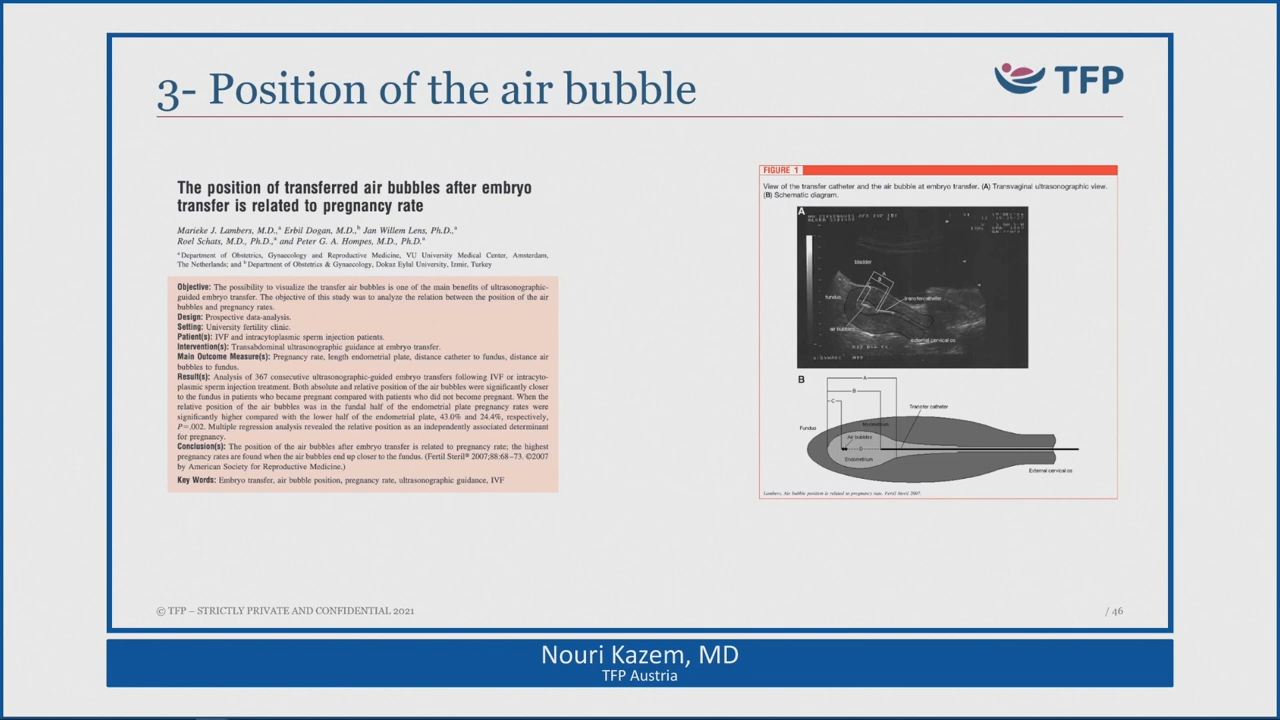 3- Position of the air bubble
TFP
The position of transferred air bubbles after embryo
transfer is related to pregnancy rate
Marieke J. Lambers, M.D.,a Erbil Dogan, M.D.,b Jan Willem Lens, Ph.D.,a
Roel Schats, M.D., Ph.D.,a and Peter G. A. Hompes, M.D., Ph.D.a
a Department of Obstetrics, Gynaecology and Reproductive Medicine, VU University Medical Center, Amsterdam,
The Netherlands; and b Department of Obstetrics & Gynaecology, Dokuz Eylul University, Izmir, Turkey
Objective: The possibility to visualize the transfer air bubbles is one of the main benefits of ultrasonographic-
guided embryo transfer. The objective of this study was to analyze the relation between the position of the air
bubbles and pregnancy rates.
Design: Prospective data-analysis.
Setting: University fertility clinic.
Patient(s): IVF and intracytoplasmic sperm injection patients.
Intervention(s): Transabdominal ultrasonographic guidance at embryo transfer.
Main Outcome Measure(s): Pregnancy rate, length endometrial plate, distance catheter to fundus, distance air
bubbles to fundus.
Result(s): Analysis of 367 consecutive ultrasonographic-guided embryo transfers following IVF or intracyto-
plasmic sperm injection treatment. Both absolute and relative position of the air bubbles were significantly closer
to the fundus in patients who became pregnant compared with patients who did not become pregnant. When the
relative position of the air bubbles was in the fundal half of the endometrial plate pregnancy rates were
significantly higher compared with the lower half of the endometrial plate, 43.0% and 24.4%, respectively,
P=.002. Multiple regression analysis revealed the relative position as an independently associated determinant
for pregnancy.
Conclusion(s): The position of the air bubbles after embryo transfer is related to pregnancy rate; the highest
pregnancy rates are found when the air bubbles end up closer to the fundus. (Fertil Steril® 2007;88:68–73. ©2007
by American Society for Reproductive Medicine.)
Key Words: Embryo transfer, air bubble position, pregnancy rate, ultrasonographic guidance, IVF
FIGURE 1
View of the transfer catheter and the air bubble at embryo transfer. (A) Transvaginal ultrasonographic view.
(B) Schematic diagram.
A
bladder
A
B
fundus
transfercatheter
air bubbles
external cervical os
B
A
B
C
Transfer catheter
Fundus
Myometrium
Air bubbles
D
Endometrium
External cervical os
Lambers. Air bubble position is related to pregnancy rate. Fertil Steril 2007.
© TFP – STRICTLY PRIVATE AND CONFIDENTIAL 2021
/ 46
Nouri Kazem, MD
TFP Austria